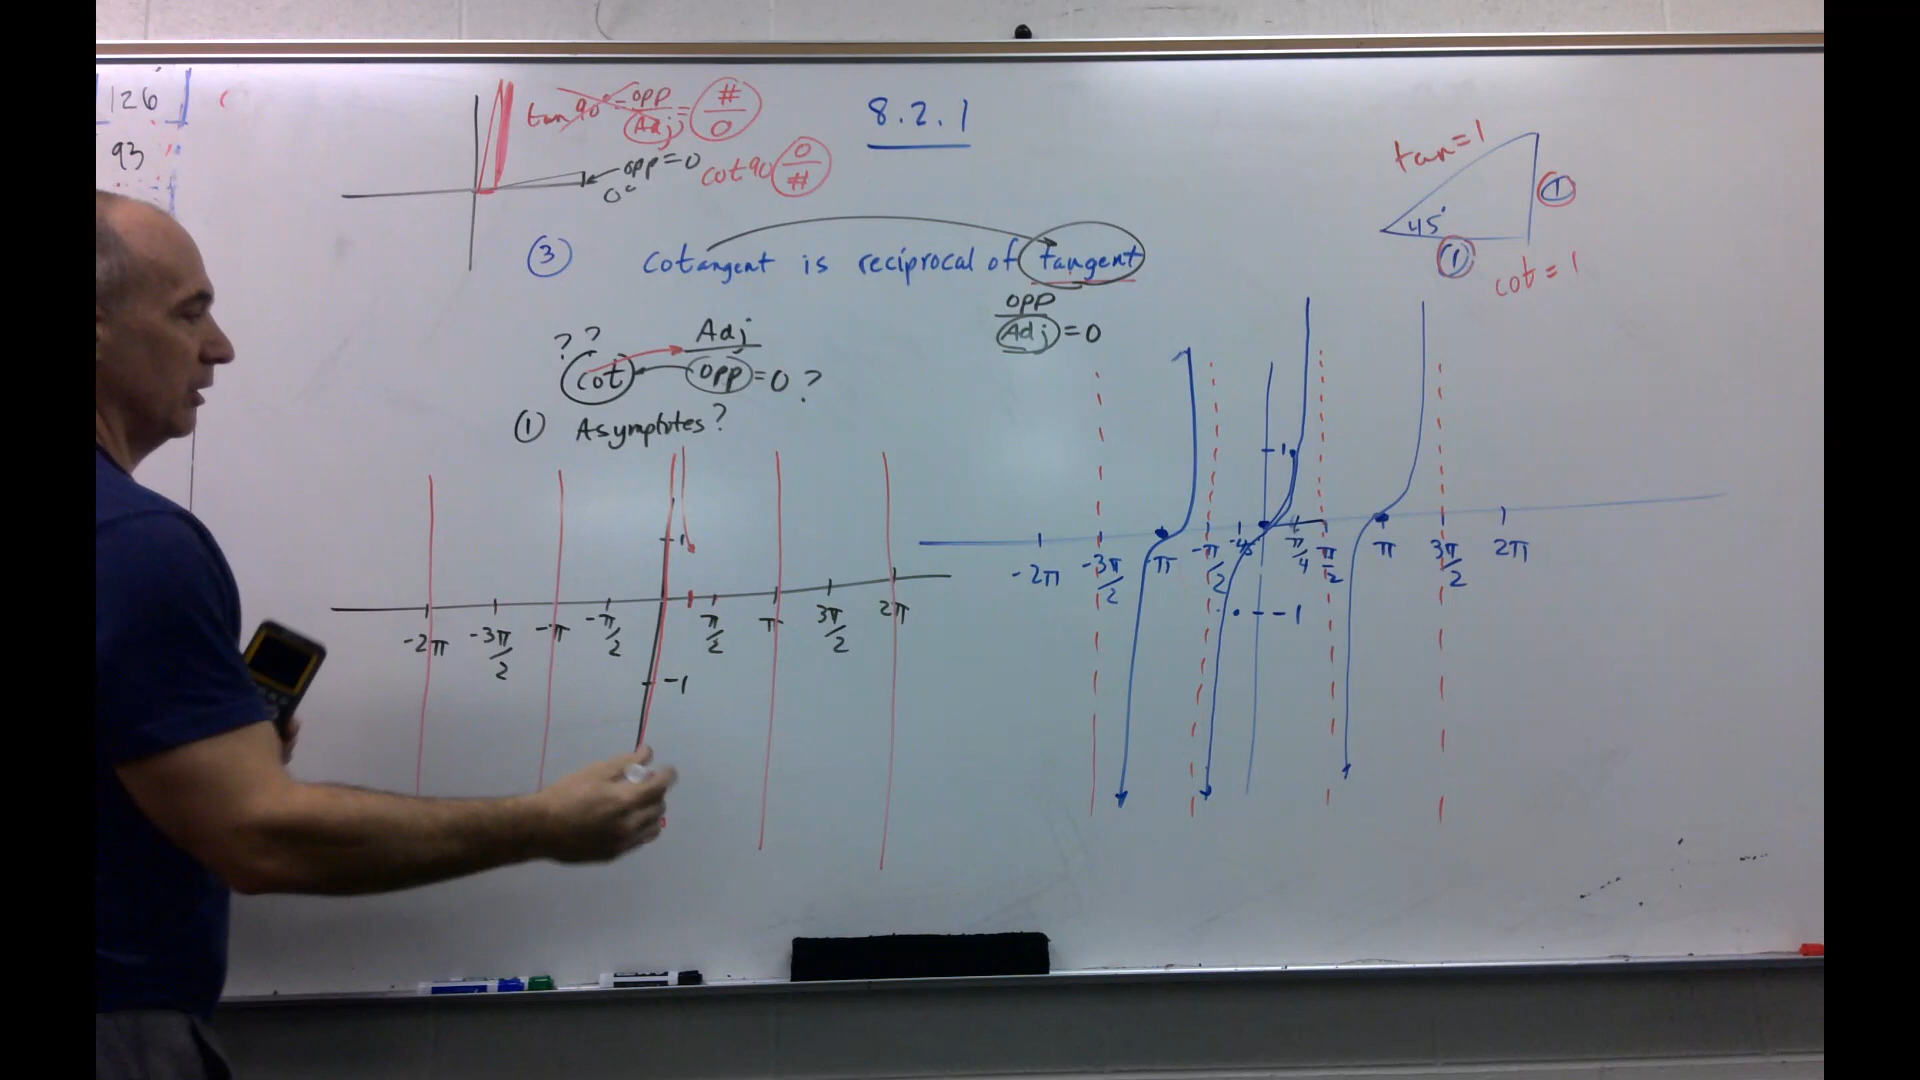 126
93
tan 90° = opp/Adj = #/0
8.2.1
opp = 0
0°
cot 90 0/#
tan = 1
1
45°
1
cot = 1
③ cotangent is reciprocal of tangent
opp/Adj = 0
? ?
cot Adj/opp = 0 ?
① Asymptotes?
1
-2π -3π/2 -π -π/2 π/2 π 3π/2 2π
-1
1
-2π -3π/2 -π -π/2 π/4 π/2 π 3π/2 2π
-1